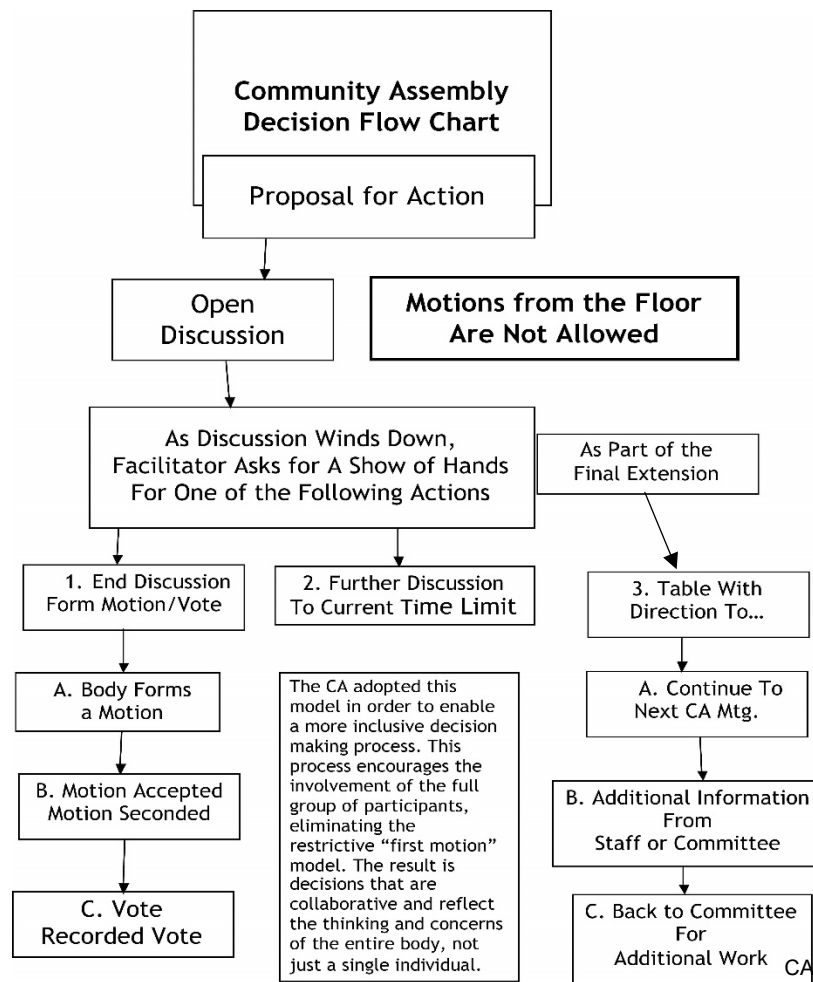 Community Assembly
Decision Flow Chart
Proposal for Action
Open
Discussion
Motions from the Floor
Are Not Allowed
As Discussion Winds Down,
Facilitator Asks for A Show of Hands
For One of the Following Actions
As Part of the
Final Extension
1. End Discussion
Form Motion/Vote
2. Further Discussion
To Current Time Limit
3. Table With
Direction To…
A. Body Forms
a Motion
B. Motion Accepted
Motion Seconded
C. Vote
Recorded Vote
The CA adopted this
model in order to enable
a more inclusive decision
making process. This
process encourages the
involvement of the full
group of participants,
eliminating the
restrictive “first motion”
model. The result is
decisions that are
collaborative and reflect
the thinking and concerns
of the entire body, not
just a single individual.
A. Continue To
Next CA Mtg.
B. Additional Information
From
Staff or Committee
C. Back to Committee
For
Additional Work
CA